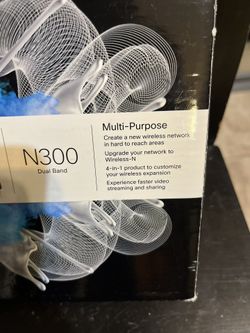 Multi-Purpose
Create a new wireless network
in hard to reach areas
Upgrade your network to
Wireless-N
4-in-1 product to customize
your wireless expansion
Experience faster video
streaming and sharing
N300
Dual Band